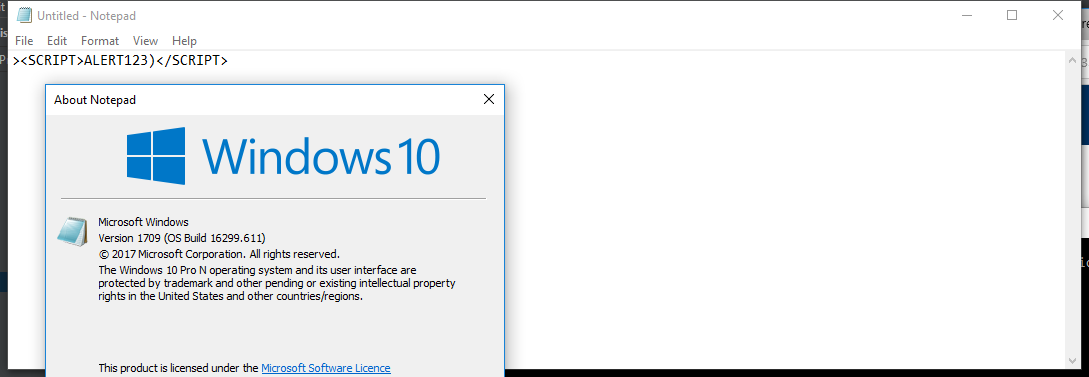 Untitled - Notepad
File Edit Format View Help
><SCRIPT>ALERT123)</SCRIPT>
About Notepad
Windows 10
Microsoft Windows
Version 1709 (OS Build 16299.611)
© 2017 Microsoft Corporation. All rights reserved.
The Windows 10 Pro N operating system and its user interface are
protected by trademark and other pending or existing intellectual property
rights in the United States and other countries/regions.
This product is licensed under the Microsoft Software Licence